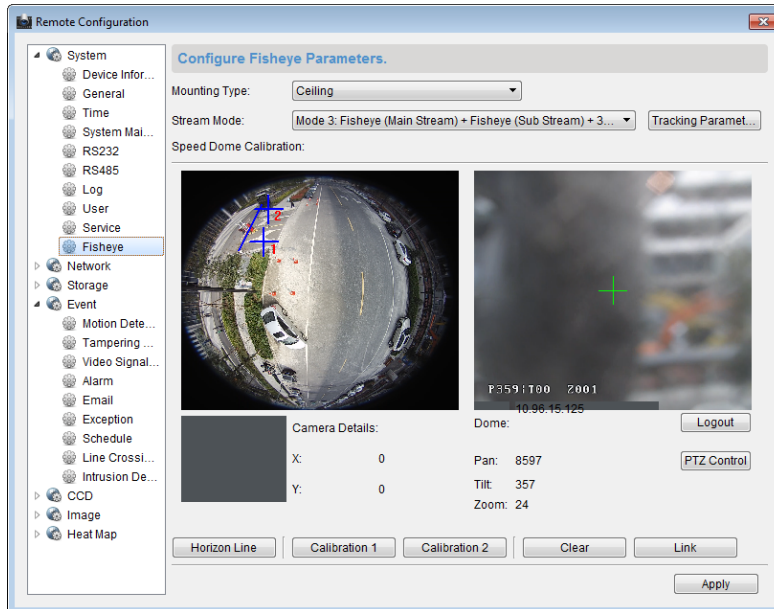 Remote Configuration
System
Device Infor...
General
Time
System Mai...
RS232
RS485
Log
User
Service
Fisheye
Network
Storage
Event
Motion Dete...
Tampering ...
Video Signal...
Alarm
Email
Exception
Schedule
Line Crossi...
Intrusion De...
CCD
Image
Heat Map
Configure Fisheye Parameters.
Mounting Type:
Ceiling
Stream Mode:
Mode 3: Fisheye (Main Stream) + Fisheye (Sub Stream) + 3...
Tracking Paramet...
Speed Dome Calibration:
2
1
P359:T00 Z001
10.96.15.125
Camera Details:
X: 0
Y: 0
Dome:
Logout
Pan: 8597
PTZ Control
Tilt: 357
Zoom: 24
Horizon Line
Calibration 1
Calibration 2
Clear
Link
Apply